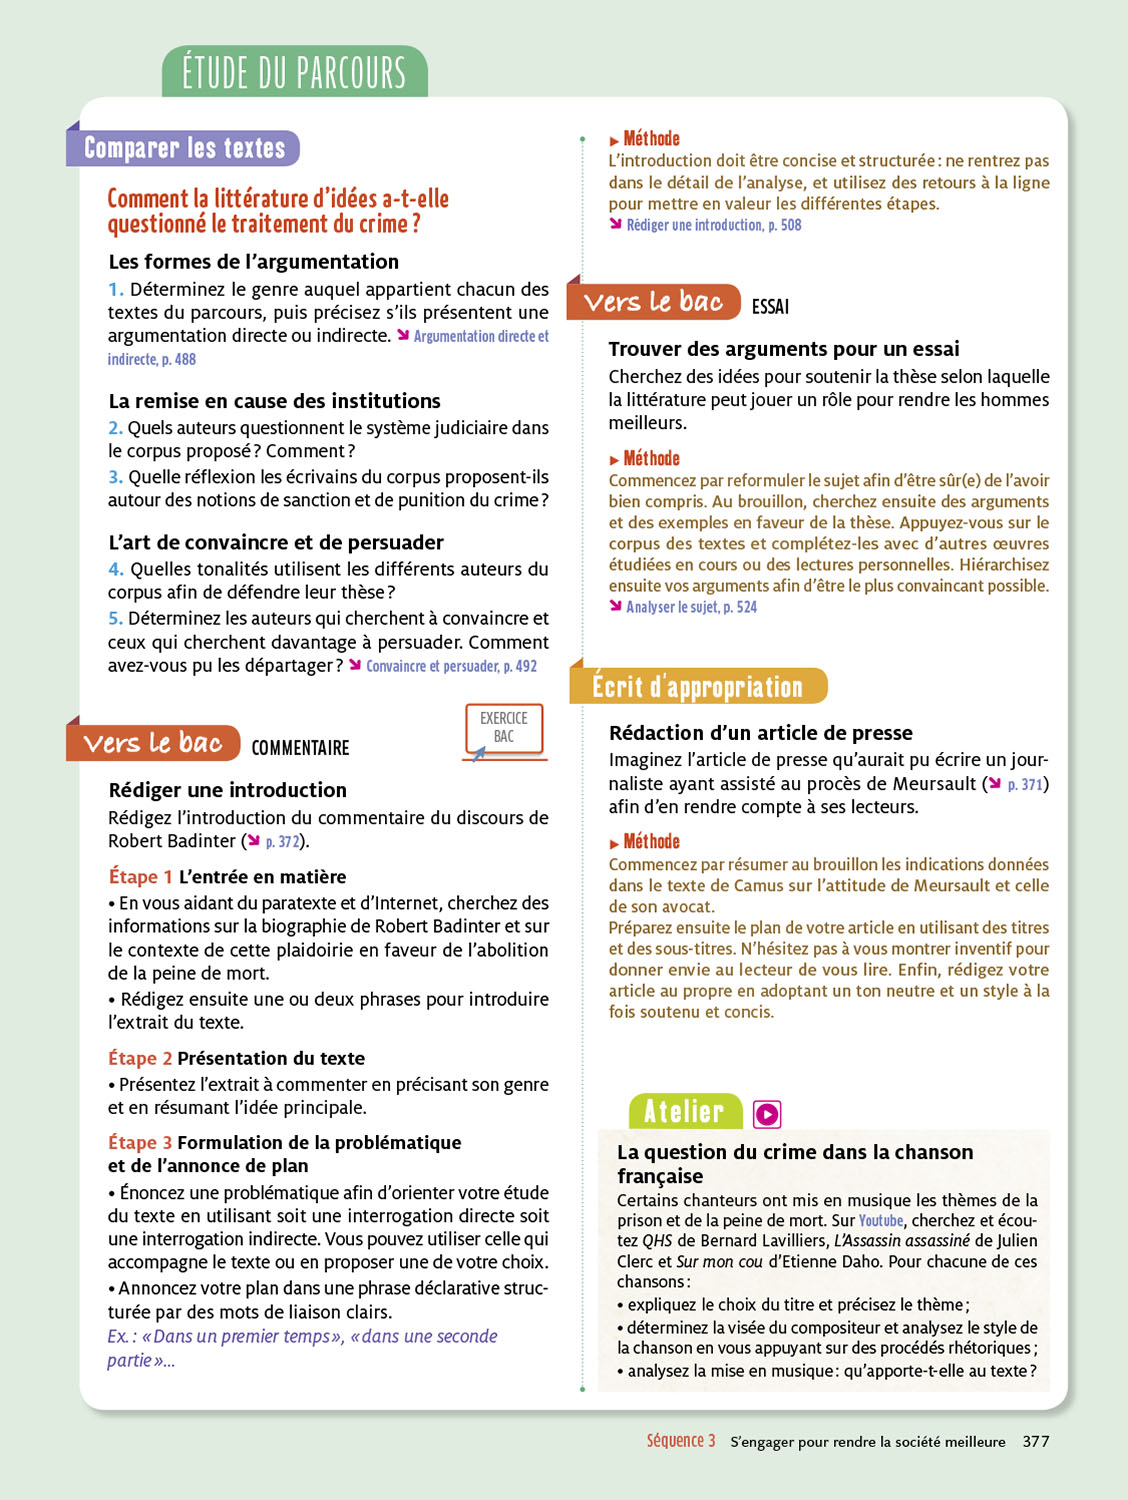 ÉTUDE DU PARCOURS
Comparer les textes
Comment la littérature d'idées a-t-elle
questionné le traitement du crime ?
Les formes de l'argumentation
1. Déterminez le genre auquel appartient chacun des
textes du parcours, puis précisez s'ils présentent une
argumentation directe ou indirecte. ➘ Argumentation directe et
indirecte, p. 488
La remise en cause des institutions
2. Quels auteurs questionnent le système judiciaire dans
le corpus proposé ? Comment ?
3. Quelle réflexion les écrivains du corpus proposent-ils
autour des notions de sanction et de punition du crime ?
L'art de convaincre et de persuader
4. Quelles tonalités utilisent les différents auteurs du
corpus afin de défendre leur thèse ?
5. Déterminez les auteurs qui cherchent à convaincre et
ceux qui cherchent davantage à persuader. Comment
avez-vous pu les départager ? ➘ Convaincre et persuader, p. 492
Vers le bac COMMENTAIRE
EXERCICE
BAC
Rédiger une introduction
Rédigez l'introduction du commentaire du discours de
Robert Badinter (➘ p. 372).
Étape 1 L'entrée en matière
• En vous aidant du paratexte et d'Internet, cherchez des
informations sur la biographie de Robert Badinter et sur
le contexte de cette plaidoirie en faveur de l'abolition
de la peine de mort.
• Rédigez ensuite une ou deux phrases pour introduire
l'extrait du texte.
Étape 2 Présentation du texte
• Présentez l'extrait à commenter en précisant son genre
et en résumant l'idée principale.
Étape 3 Formulation de la problématique
et de l'annonce de plan
• Énoncez une problématique afin d'orienter votre étude
du texte en utilisant soit une interrogation directe soit
une interrogation indirecte. Vous pouvez utiliser celle qui
accompagne le texte ou en proposer une de votre choix.
• Annoncez votre plan dans une phrase déclarative struc-
turée par des mots de liaison clairs.
Ex. : « Dans un premier temps », « dans une seconde
partie »...
▶ Méthode
L'introduction doit être concise et structurée : ne rentrez pas
dans le détail de l'analyse, et utilisez des retours à la ligne
pour mettre en valeur les différentes étapes.
➘ Rédiger une introduction, p. 508
Vers le bac ESSAI
Trouver des arguments pour un essai
Cherchez des idées pour soutenir la thèse selon laquelle
la littérature peut jouer un rôle pour rendre les hommes
meilleurs.
▶ Méthode
Commencez par reformuler le sujet afin d'être sûr(e) de l'avoir
bien compris. Au brouillon, cherchez ensuite des arguments
et des exemples en faveur de la thèse. Appuyez-vous sur le
corpus des textes et complétez-les avec d'autres œuvres
étudiées en cours ou des lectures personnelles. Hiérarchisez
ensuite vos arguments afin d'être le plus convaincant possible.
➘ Analyser le sujet, p. 524
Écrit d'appropriation
Rédaction d'un article de presse
Imaginez l'article de presse qu'aurait pu écrire un jour-
naliste ayant assisté au procès de Meursault (➘ p. 371)
afin d'en rendre compte à ses lecteurs.
▶ Méthode
Commencez par résumer au brouillon les indications données
dans le texte de Camus sur l'attitude de Meursault et celle
de son avocat.
Préparez ensuite le plan de votre article en utilisant des titres
et des sous-titres. N'hésitez pas à vous montrer inventif pour
donner envie au lecteur de vous lire. Enfin, rédigez votre
article au propre en adoptant un ton neutre et un style à la
fois soutenu et concis.
Atelier
La question du crime dans la chanson
française
Certains chanteurs ont mis en musique les thèmes de la
prison et de la peine de mort. Sur Youtube, cherchez et écou-
tez QHS de Bernard Lavilliers, L'Assassin assassiné de Julien
Clerc et Sur mon cou d'Etienne Daho. Pour chacune de ces
chansons :
• expliquez le choix du titre et précisez le thème ;
• déterminez la visée du compositeur et analysez le style de
la chanson en vous appuyant sur des procédés rhétoriques ;
• analysez la mise en musique : qu'apporte-t-elle au texte ?
Séquence 3 S'engager pour rendre la société meilleure 377